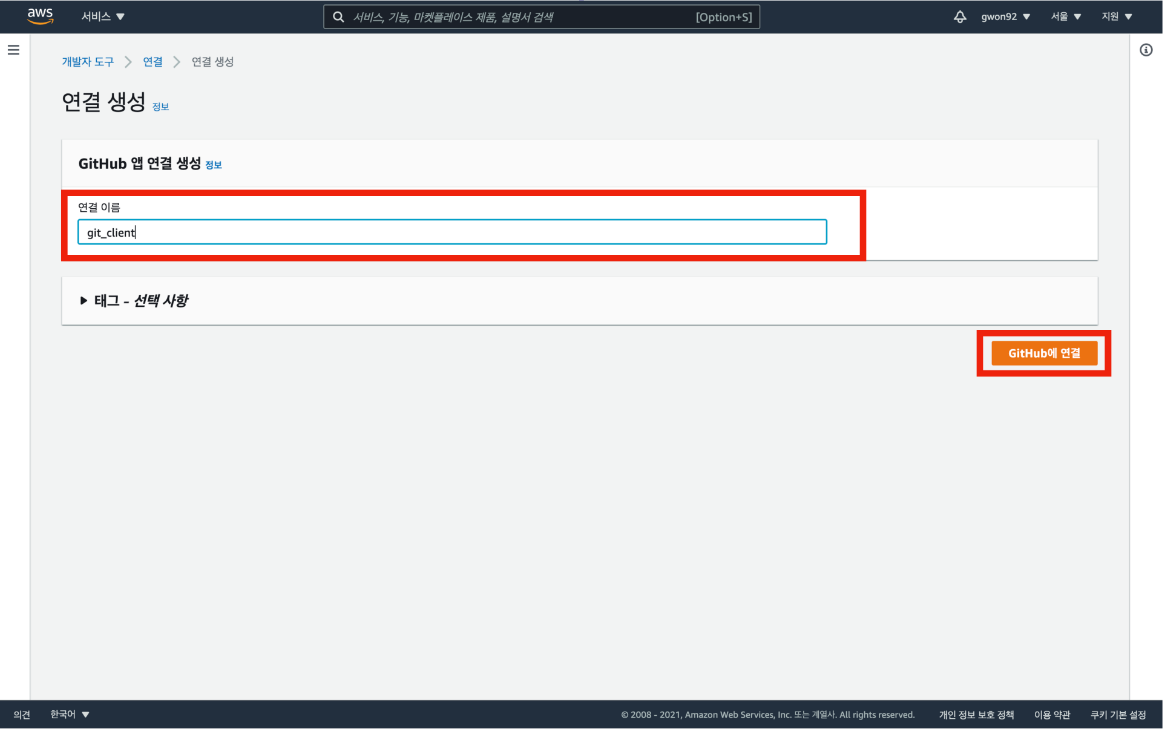 aws 서비스 ▼ 서비스, 기능, 마켓플레이스 제품, 설명서 검색 [Option+S] gwon92 ▼ 서울 ▼ 지원 ▼
개발자 도구 > 연결 > 연결 생성
연결 생성 정보
GitHub 앱 연결 생성 정보
연결 이름
git_client
▶ 태그 - 선택 사항
GitHub에 연결
의견 한국어 ▼ © 2008 - 2021, Amazon Web Services, Inc. 또는 계열사. All rights reserved. 개인 정보 보호 정책 이용 약관 쿠키 기본 설정